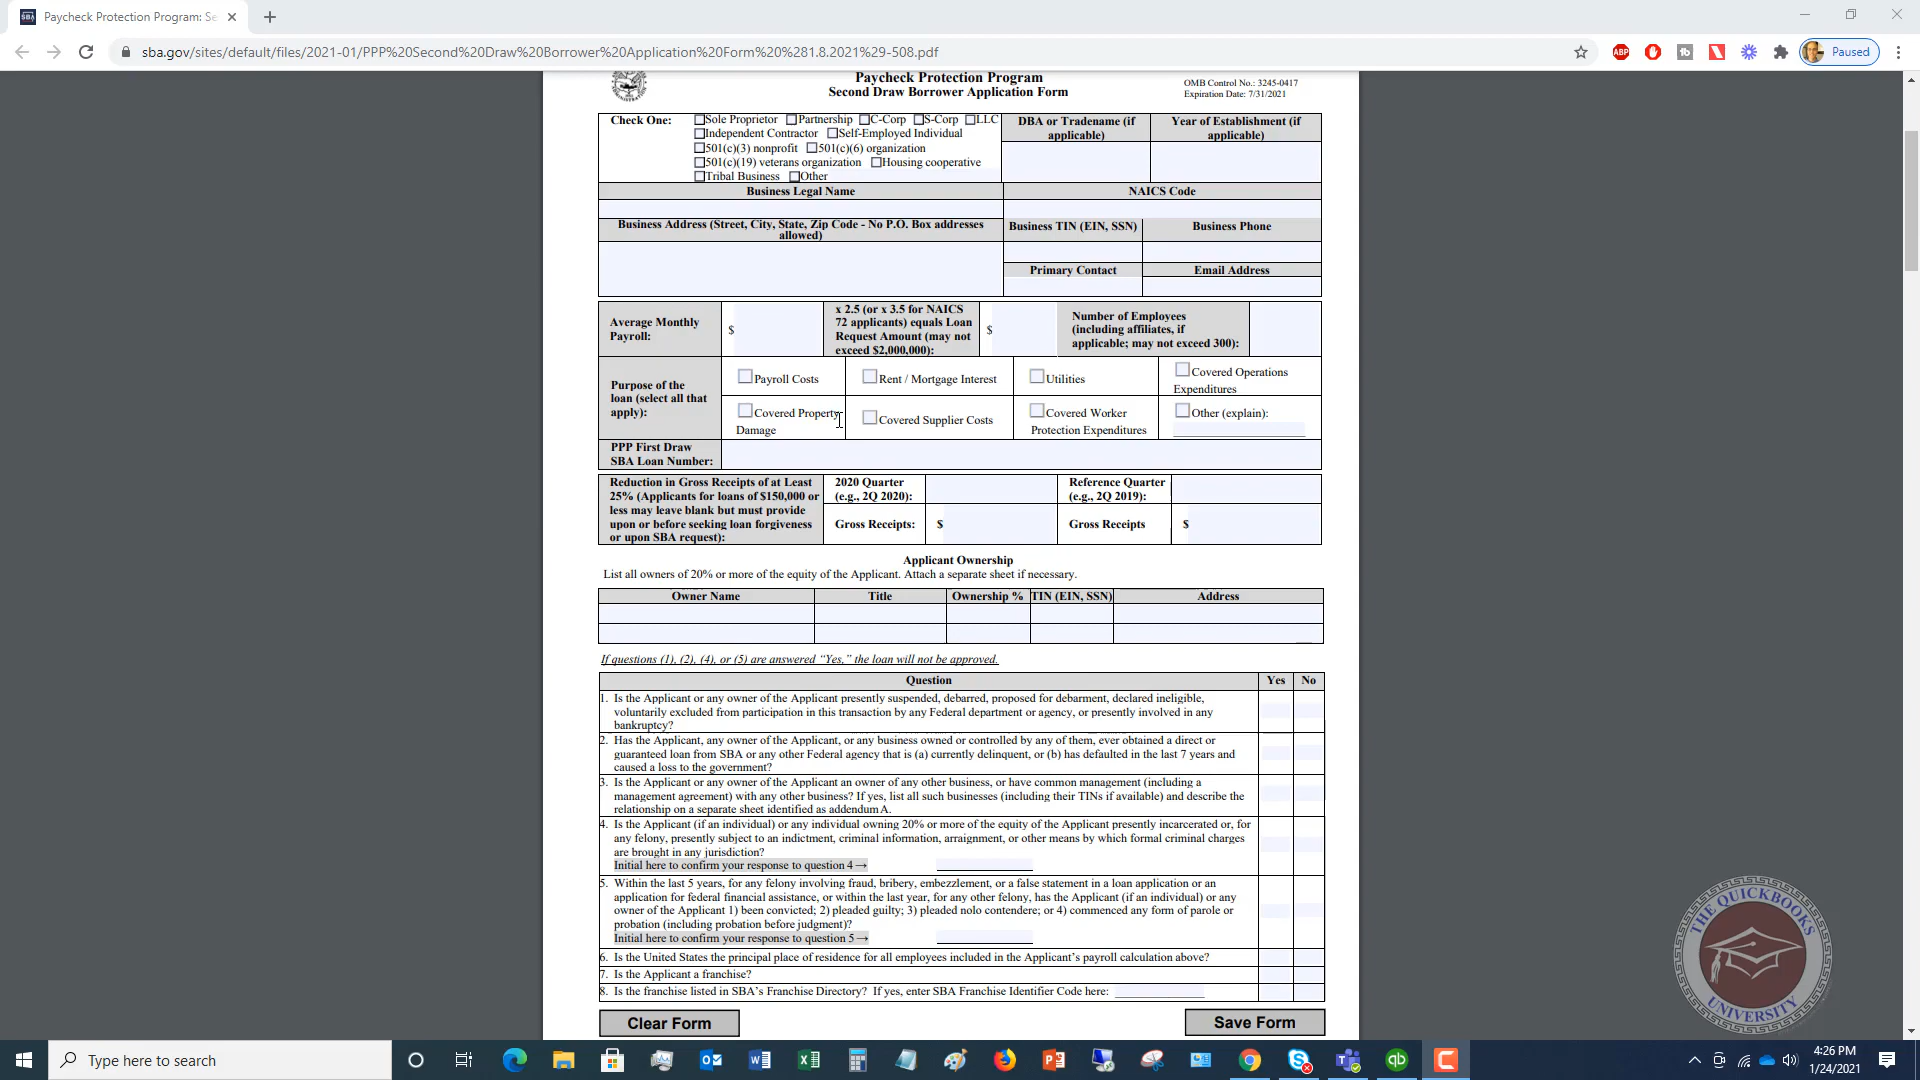 Paycheck Protection Program: Se
sba.gov/sites/default/files/2021-01/PPP%20Second%20Draw%20Borrower%20Application%20Form%20%281.8.2021%29-508.pdf
ABP
Paused
Paycheck Protection Program
Second Draw Borrower Application Form
OMB Control No.: 3245-0417
Expiration Date: 7/31/2021
Check One:
Sole Proprietor Partnership C-Corp S-Corp LLC
Independent Contractor Self-Employed Individual
501(c)(3) nonprofit 501(c)(6) organization
501(c)(19) veterans organization Housing cooperative
Tribal Business Other
DBA or Tradename (if
applicable)
Year of Establishment (if
applicable)
Business Legal Name
NAICS Code
Business Address (Street, City, State, Zip Code - No P.O. Box addresses
allowed)
Business TIN (EIN, SSN)
Business Phone
Primary Contact
Email Address
Average Monthly
Payroll:
$
x 2.5 (or x 3.5 for NAICS
72 applicants) equals Loan
Request Amount (may not
exceed $2,000,000):
$
Number of Employees
(including affiliates, if
applicable; may not exceed 300):
Purpose of the
loan (select all that
apply):
Payroll Costs
Rent / Mortgage Interest
Utilities
Covered Operations
Expenditures
Covered Property
Damage
Covered Supplier Costs
Covered Worker
Protection Expenditures
Other (explain):
PPP First Draw
SBA Loan Number:
Reduction in Gross Receipts of at Least
25% (Applicants for loans of $150,000 or
less may leave blank but must provide
upon or before seeking loan forgiveness
or upon SBA request):
2020 Quarter
(e.g., 2Q 2020):
Reference Quarter
(e.g., 2Q 2019):
Gross Receipts:
$
Gross Receipts
$
Applicant Ownership
List all owners of 20% or more of the equity of the Applicant. Attach a separate sheet if necessary.
Owner Name Title Ownership % TIN (EIN, SSN) Address
If questions (1), (2), (4), or (5) are answered “Yes,” the loan will not be approved.
Question Yes No
1. Is the Applicant or any owner of the Applicant presently suspended, debarred, proposed for debarment, declared ineligible,
voluntarily excluded from participation in this transaction by any Federal department or agency, or presently involved in any
bankruptcy?
2. Has the Applicant, any owner of the Applicant, or any business owned or controlled by any of them, ever obtained a direct or
guaranteed loan from SBA or any other Federal agency that is (a) currently delinquent, or (b) has defaulted in the last 7 years and
caused a loss to the government?
3. Is the Applicant or any owner of the Applicant an owner of any other business, or have common management (including a
management agreement) with any other business? If yes, list all such businesses (including their TINs if available) and describe the
relationship on a separate sheet identified as addendum A.
4. Is the Applicant (if an individual) or any individual owning 20% or more of the equity of the Applicant presently incarcerated or, for
any felony, presently subject to an indictment, criminal information, arraignment, or other means by which formal criminal charges
are brought in any jurisdiction?
Initial here to confirm your response to question 4 →
5. Within the last 5 years, for any felony involving fraud, bribery, embezzlement, or a false statement in a loan application or an
application for federal financial assistance, or within the last year, for any other felony, has the Applicant (if an individual) or any
owner of the Applicant 1) been convicted; 2) pleaded guilty; 3) pleaded nolo contendere; or 4) commenced any form of parole or
probation (including probation before judgment)?
Initial here to confirm your response to question 5 →
6. Is the United States the principal place of residence for all employees included in the Applicant’s payroll calculation above?
7. Is the Applicant a franchise?
8. Is the franchise listed in SBA’s Franchise Directory? If yes, enter SBA Franchise Identifier Code here:
Clear Form
Save Form
THE QUICKBOOKS
UNIVERSITY
Type here to search
4:26 PM
1/24/2021